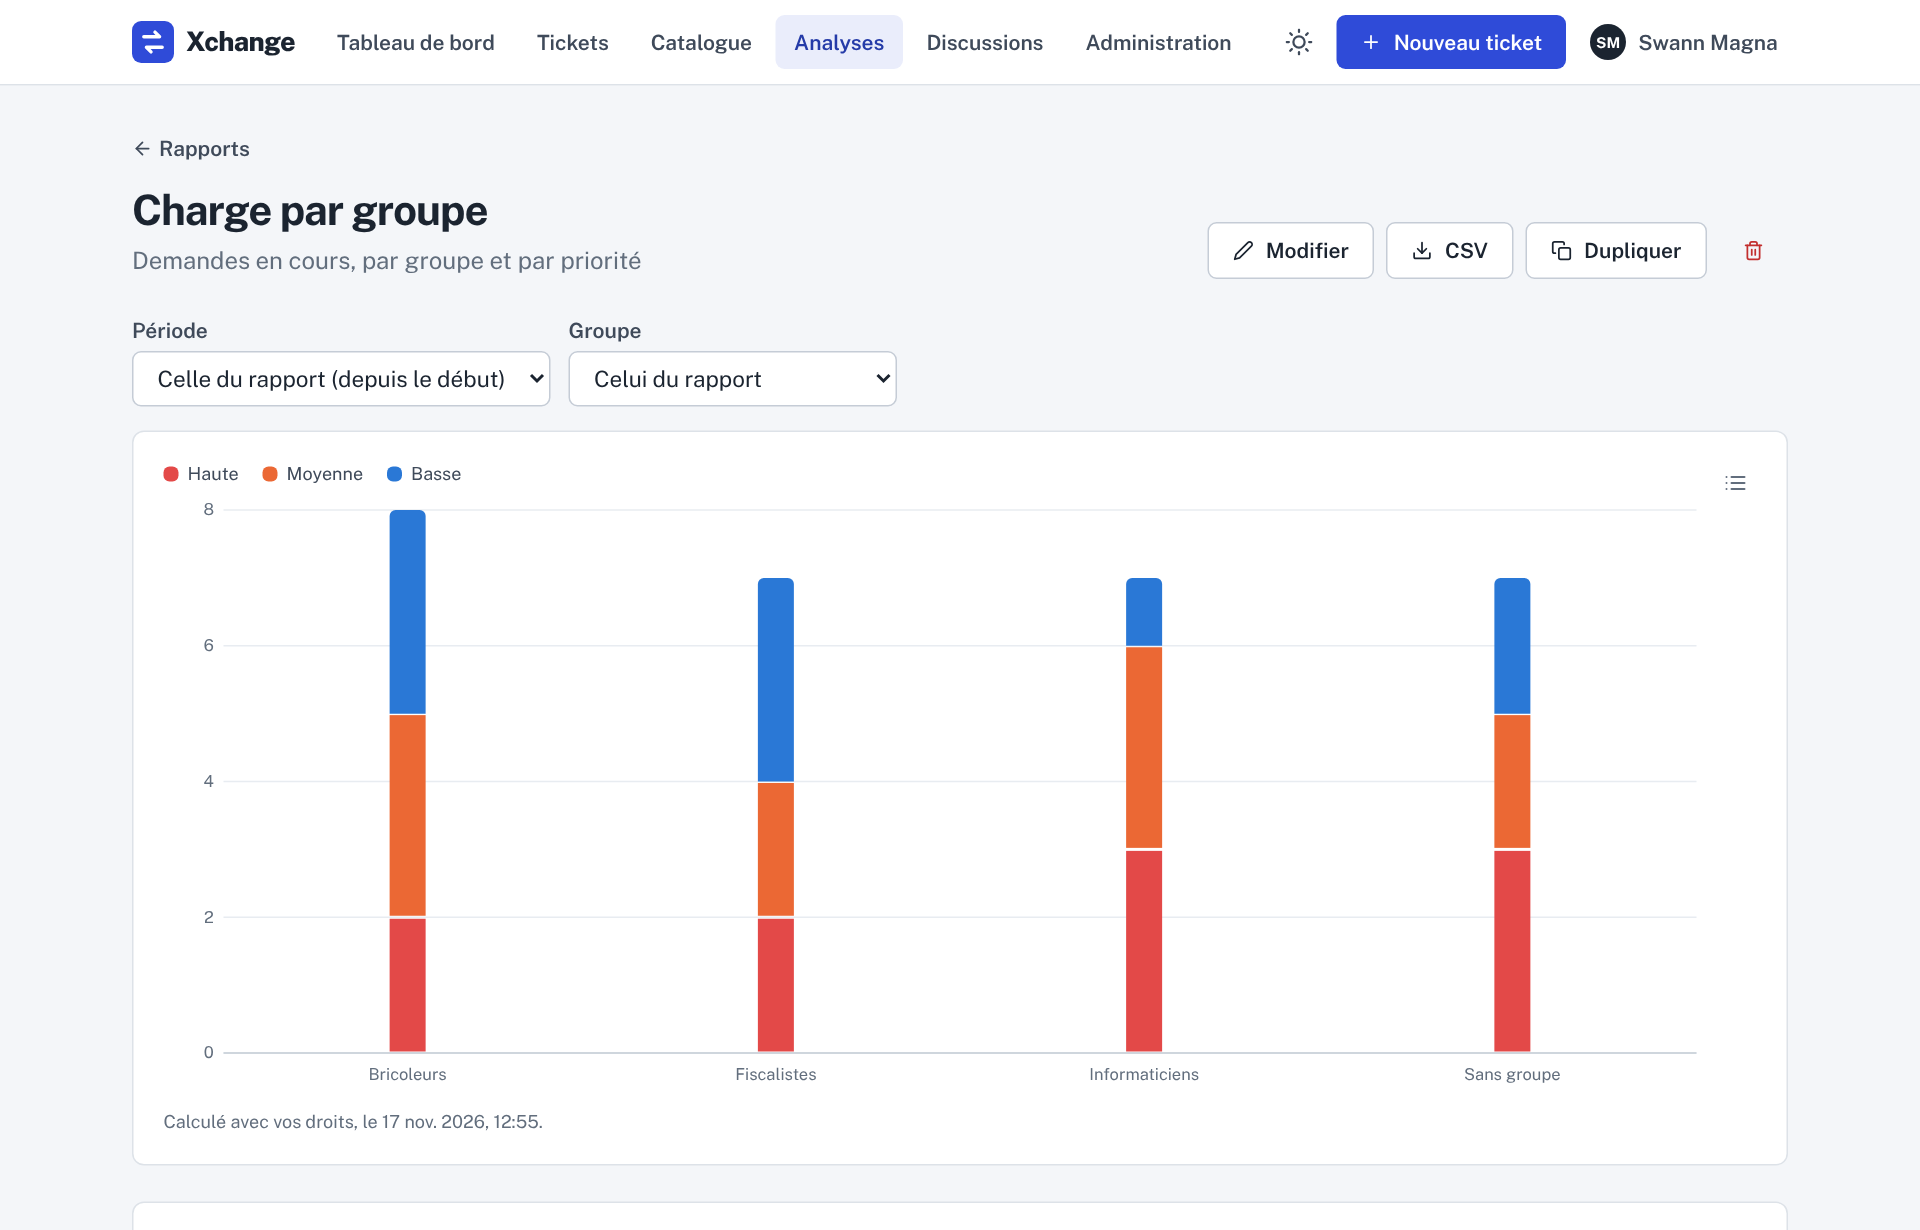 Xchange
Tableau de bord
Tickets
Catalogue
Analyses
Discussions
Administration
Nouveau ticket
SM
Swann Magna
Rapports
Charge par groupe
Demandes en cours, par groupe et par priorité
Modifier
CSV
Dupliquer
Période
Groupe
Celle du rapport (depuis le début)
Celui du rapport
Haute
Moyenne
Basse
8
6
4
2
0
Bricoleurs
Fiscalistes
Informaticiens
Sans groupe
Calculé avec vos droits, le 17 nov. 2026, 12:55.